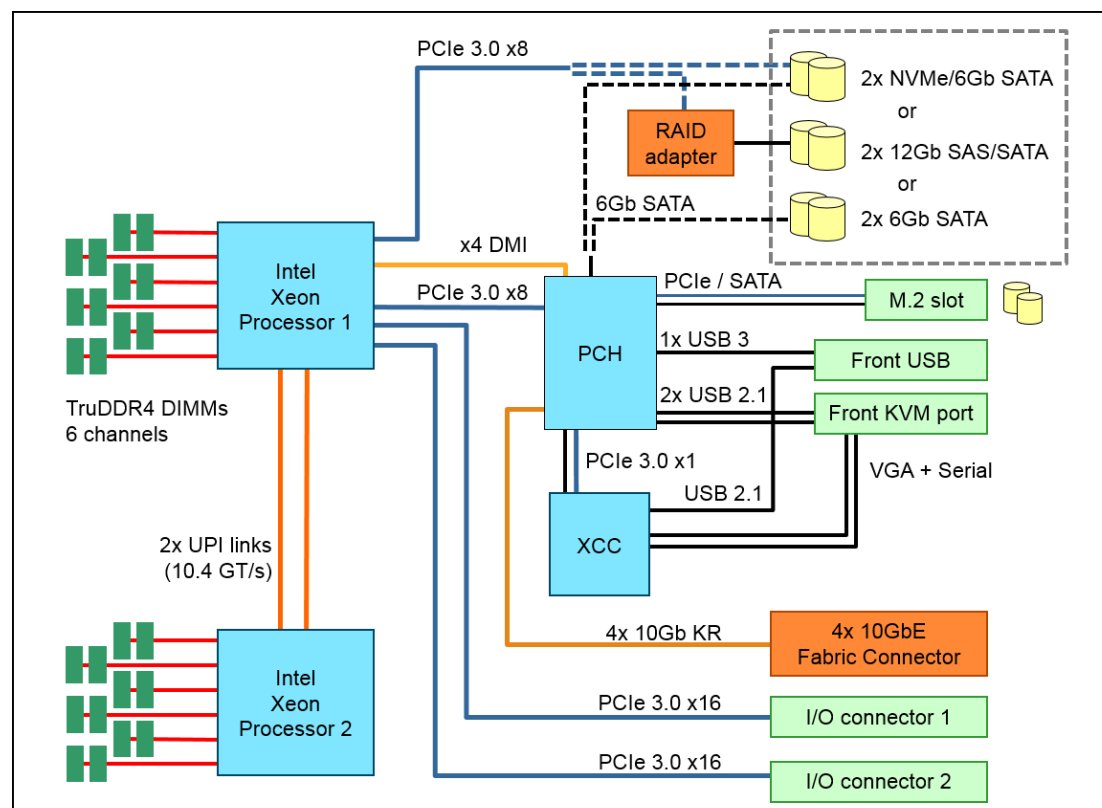 PCIe 3.0 x8
2x NVMe/6Gb SATA
or
RAID
adapter
2x 12Gb SAS/SATA
or
6Gb SATA
2x 6Gb SATA
Intel
Xeon
Processor 1
x4 DMI
PCIe 3.0 x8
PCH
PCIe / SATA
M.2 slot
1x USB 3
Front USB
2x USB 2.1
Front KVM port
TruDDR4 DIMMs
6 channels
PCIe 3.0 x1
VGA + Serial
USB 2.1
XCC
2x UPI links
(10.4 GT/s)
4x 10Gb KR
4x 10GbE
Fabric Connector
Intel
Xeon
Processor 2
PCIe 3.0 x16
I/O connector 1
PCIe 3.0 x16
I/O connector 2